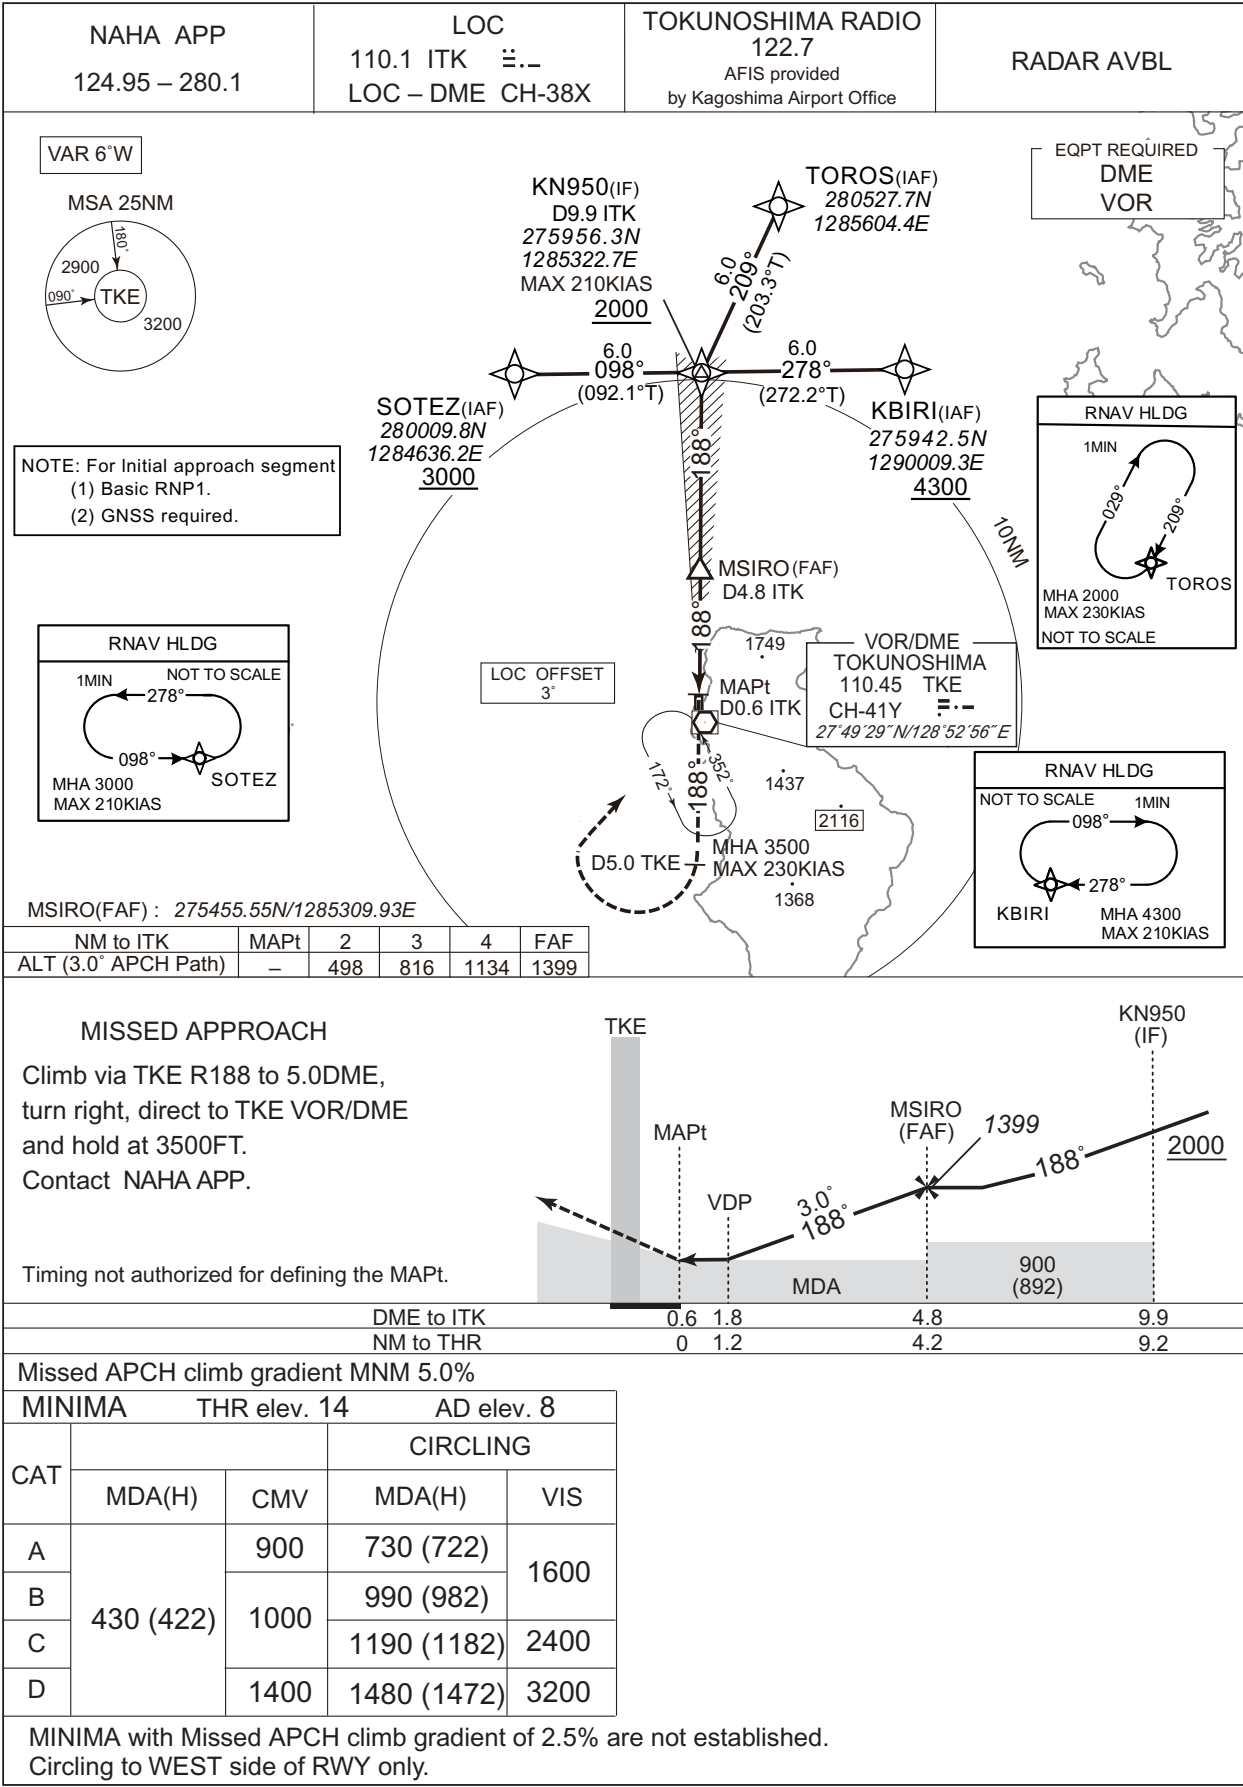 NAHA APP
124.95 – 280.1
LOC
110.1 ITK
LOC – DME CH-38X
TOKUNOSHIMA RADIO
122.7
AFIS provided
by Kagoshima Airport Office
RADAR AVBL
VAR 6°W
MSA 25NM
180°
2900
090°
TKE
3200
KN950(IF)
D9.9 ITK
275956.3N
1285322.7E
MAX 210KIAS
2000
TOROS(IAF)
280527.7N
1285604.4E
6.0
209°
(203.3°T)
EQPT REQUIRED
DME
VOR
6.0
098°
(092.1°T)
6.0
278°
(272.2°T)
SOTEZ(IAF)
280009.8N
1284636.2E
3000
KBIRI(IAF)
275942.5N
1290009.3E
4300
NOTE: For Initial approach segment
(1) Basic RNP1.
(2) GNSS required.
188°
10NM
RNAV HLDG
1MIN
029°
209°
TOROS
MHA 2000
MAX 230KIAS
NOT TO SCALE
MSIRO(FAF)
D4.8 ITK
188°
RNAV HLDG
NOT TO SCALE
1MIN
278°
098°
SOTEZ
MHA 3000
MAX 210KIAS
LOC OFFSET
3°
1749
MAPt
D0.6 ITK
VOR/DME
TOKUNOSHIMA
110.45 TKE
CH-41Y
27°49´29˝N/128°52´56˝E
172°
188°
352°
1437
2116
D5.0 TKE
MHA 3500
MAX 230KIAS
1368
RNAV HLDG
NOT TO SCALE
1MIN
098°
278°
KBIRI
MHA 4300
MAX 210KIAS
MSIRO(FAF) : 275455.55N/1285309.93E
NM to ITK MAPt 2 3 4 FAF
ALT (3.0° APCH Path) – 498 816 1134 1399
MISSED APPROACH
Climb via TKE R188 to 5.0DME,
turn right, direct to TKE VOR/DME
and hold at 3500FT.
Contact NAHA APP.
Timing not authorized for defining the MAPt.
TKE
MAPt
VDP
3.0°
188°
MSIRO
(FAF)
1399
188°
KN950
(IF)
2000
MDA
900
(892)
DME to ITK 0.6 1.8 4.8 9.9
NM to THR 0 1.2 4.2 9.2
Missed APCH climb gradient MNM 5.0%
MINIMA THR elev. 14 AD elev. 8
CAT
CIRCLING
MDA(H) CMV MDA(H) VIS
A 430 (422) 900 730 (722) 1600
B 1000 990 (982)
C 1190 (1182) 2400
D 1400 1480 (1472) 3200
MINIMA with Missed APCH climb gradient of 2.5% are not established.
Circling to WEST side of RWY only.